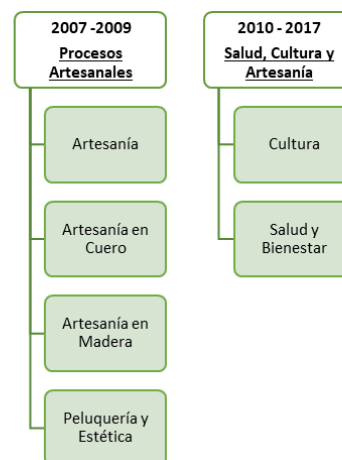 2007 -2009
Procesos
Artesanales
Artesanía
Artesanía en
Cuero
Artesanía en
Madera
Peluquería y
Estética
2010 - 2017
Salud, Cultura y
Artesanía
Cultura
Salud y
Bienestar